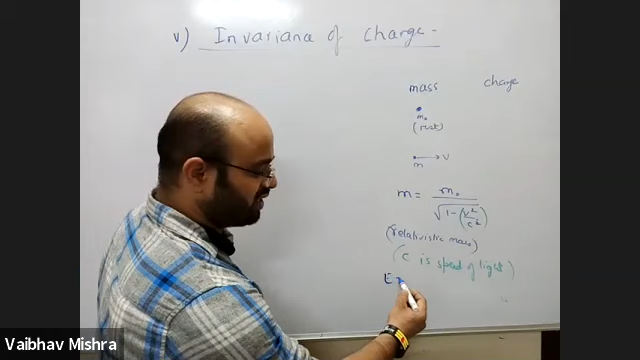 v) Invariance of Charge -
mass charge
m₀
(rest)
v
m
m = m₀ / √(1 - (v²/c²))
(relativistic mass)
(c is speed of light)
E
Vaibhav Mishra